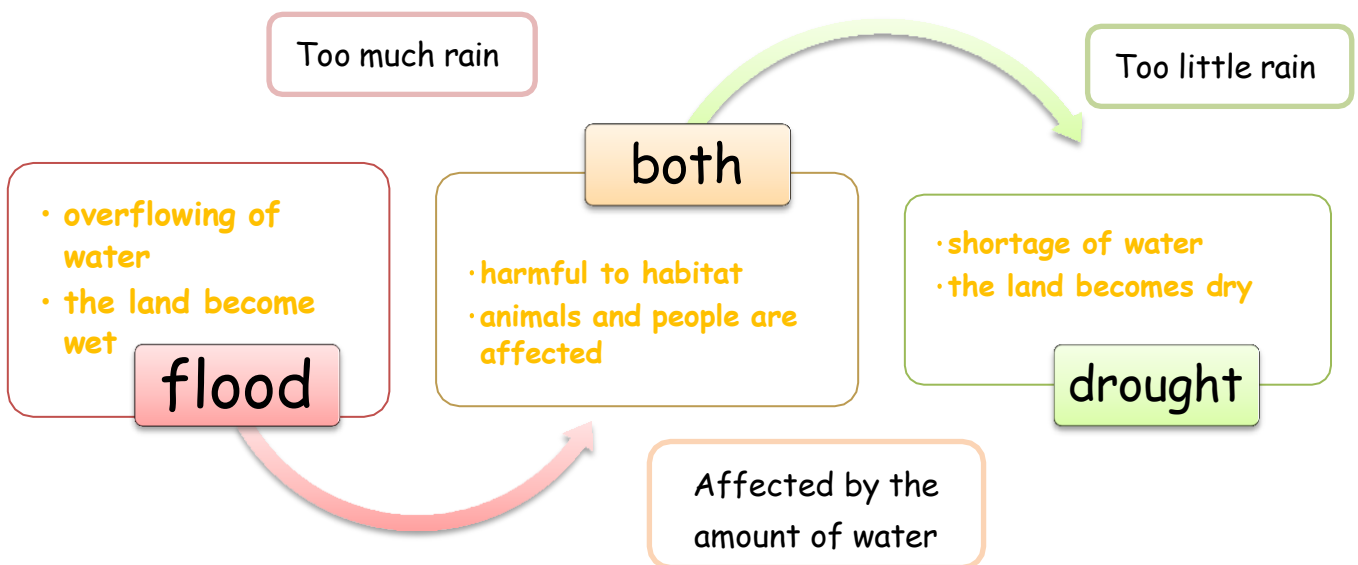 Too much rain
Too little rain
both
• overflowing of
water
• the land become
wet
flood
·harmful to habitat
·animals and people are
affected
·shortage of water
·the land becomes dry
drought
Affected by the
amount of water